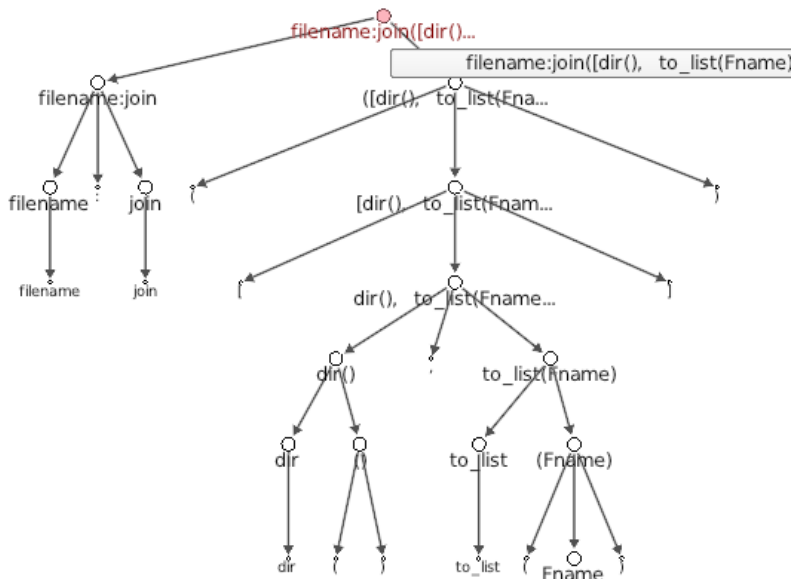 filename:join([dir()...
filename:join([dir(), to_list(Fname)
filename:join
([dir(), to_list(Fna...
filename
:
join
(
[dir(), to_list(Fnam...
)
filename
join
[
dir(), to_list(Fname...
]
dir()
,
to_list(Fname)
dir
()
to_list
(Fname)
dir
(
)
to_list
(
Fname
)